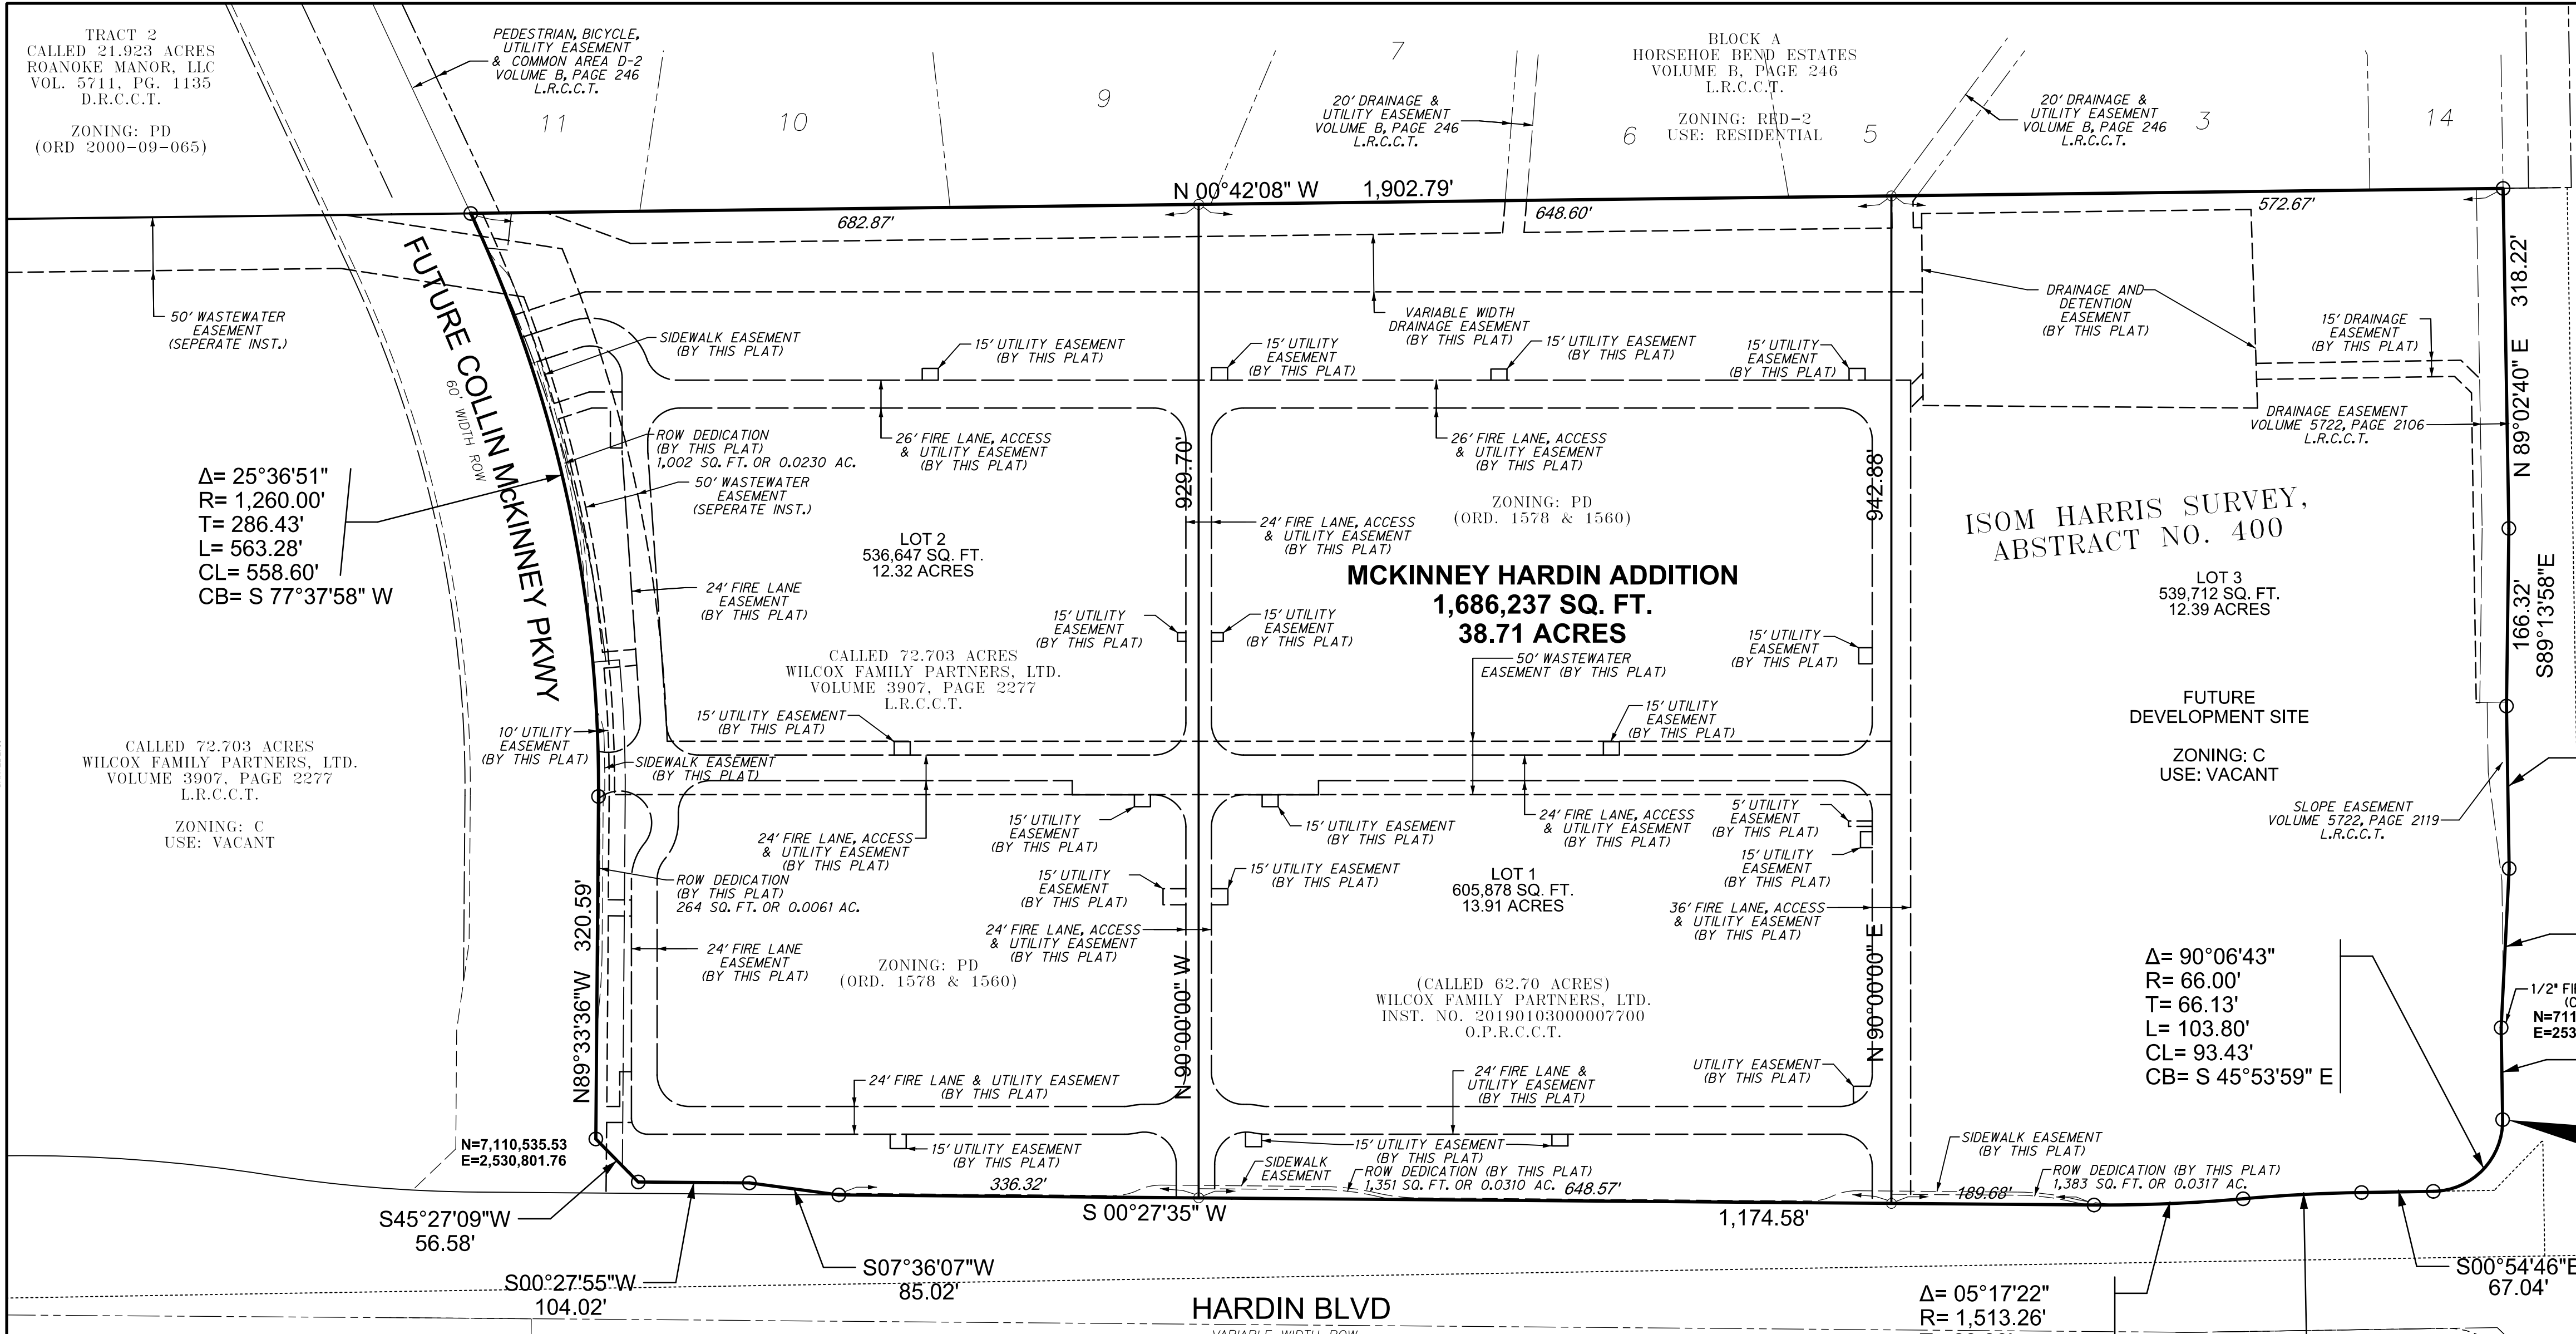 TRACT 2
CALLED 21.923 ACRES
ROANOKE MANOR, LLC
VOL. 5711, PG. 1135
D.R.C.C.T.
ZONING: PD
(ORD 2000-09-065)
PEDESTRIAN, BICYCLE,
UTILITY EASEMENT
& COMMON AREA D-2
VOLUME B, PAGE 246
L.R.C.C.T.
11
10
9
7
20' DRAINAGE &
UTILITY EASEMENT
VOLUME B, PAGE 246
L.R.C.C.T.
BLOCK A
HORSEHOE BEND ESTATES
VOLUME B, PAGE 246
L.R.C.C.T.
ZONING: RED-2
USE: RESIDENTIAL
6
5
20' DRAINAGE &
UTILITY EASEMENT
VOLUME B, PAGE 246
L.R.C.C.T.
3
14
N 00°42'08" W 1,902.79'
682.87'
648.60'
572.67'
N 89°02'40" E 318.22'
50' WASTEWATER
EASEMENT
(SEPERATE INST.)
FUTURE COLLIN McKINNEY PKWY
60' WIDTH ROW
SIDEWALK EASEMENT
(BY THIS PLAT)
15' UTILITY EASEMENT
(BY THIS PLAT)
15' UTILITY
EASEMENT
(BY THIS PLAT)
VARIABLE WIDTH
DRAINAGE EASEMENT
(BY THIS PLAT)
15' UTILITY EASEMENT
(BY THIS PLAT)
15' UTILITY
EASEMENT
(BY THIS PLAT)
DRAINAGE AND
DETENTION
EASEMENT
(BY THIS PLAT)
15' DRAINAGE
EASEMENT
(BY THIS PLAT)
DRAINAGE EASEMENT
VOLUME 5722, PAGE 2106
L.R.C.C.T.
Δ= 25°36'51"
R= 1,260.00'
T= 286.43'
L= 563.28'
CL= 558.60'
CB= S 77°37'58" W
ROW DEDICATION
(BY THIS PLAT)
1,002 SQ. FT. OR 0.0230 AC.
50' WASTEWATER
EASEMENT
(SEPERATE INST.)
26' FIRE LANE, ACCESS
& UTILITY EASEMENT
(BY THIS PLAT)
929.70'
26' FIRE LANE, ACCESS
& UTILITY EASEMENT
(BY THIS PLAT)
942.88'
ZONING: PD
(ORD. 1578 & 1560)
ISOM HARRIS SURVEY,
ABSTRACT NO. 400
LOT 2
536,647 SQ. FT.
12.32 ACRES
24' FIRE LANE, ACCESS
& UTILITY EASEMENT
(BY THIS PLAT)
MCKINNEY HARDIN ADDITION
1,686,237 SQ. FT.
38.71 ACRES
LOT 3
539,712 SQ. FT.
12.39 ACRES
166.32'
S89°13'58"E
24' FIRE LANE
EASEMENT
(BY THIS PLAT)
15' UTILITY
EASEMENT
(BY THIS PLAT)
15' UTILITY
EASEMENT
(BY THIS PLAT)
15' UTILITY
EASEMENT
(BY THIS PLAT)
CALLED 72.703 ACRES
WILCOX FAMILY PARTNERS, LTD.
VOLUME 3907, PAGE 2277
L.R.C.C.T.
50' WASTEWATER
EASEMENT (BY THIS PLAT)
FUTURE
DEVELOPMENT SITE
ZONING: C
USE: VACANT
15' UTILITY EASEMENT
(BY THIS PLAT)
15' UTILITY
EASEMENT
(BY THIS PLAT)
10' UTILITY
EASEMENT
(BY THIS PLAT)
SIDEWALK EASEMENT
(BY THIS PLAT)
CALLED 72.703 ACRES
WILCOX FAMILY PARTNERS, LTD.
VOLUME 3907, PAGE 2277
L.R.C.C.T.
ZONING: C
USE: VACANT
SLOPE EASEMENT
VOLUME 5722, PAGE 2119
L.R.C.C.T.
24' FIRE LANE, ACCESS
& UTILITY EASEMENT
(BY THIS PLAT)
15' UTILITY
EASEMENT
(BY THIS PLAT)
15' UTILITY EASEMENT
(BY THIS PLAT)
24' FIRE LANE, ACCESS
& UTILITY EASEMENT
(BY THIS PLAT)
5' UTILITY
EASEMENT
(BY THIS PLAT)
15' UTILITY
EASEMENT
(BY THIS PLAT)
ROW DEDICATION
(BY THIS PLAT)
264 SQ. FT. OR 0.0061 AC.
15' UTILITY
EASEMENT
(BY THIS PLAT)
15' UTILITY EASEMENT
(BY THIS PLAT)
LOT 1
605,878 SQ. FT.
13.91 ACRES
36' FIRE LANE, ACCESS
& UTILITY EASEMENT
(BY THIS PLAT)
N89°33'36"W 320.59'
24' FIRE LANE
EASEMENT
(BY THIS PLAT)
24' FIRE LANE, ACCESS
& UTILITY EASEMENT
(BY THIS PLAT)
ZONING: PD
(ORD. 1578 & 1560)
N 90°00'00" W
(CALLED 62.70 ACRES)
WILCOX FAMILY PARTNERS, LTD.
INST. NO. 20190103000007700
O.P.R.C.C.T.
N 90°00'00" E
Δ= 90°06'43"
R= 66.00'
T= 66.13'
L= 103.80'
CL= 93.43'
CB= S 45°53'59" E
1/2"
N=711
E=253
24' FIRE LANE & UTILITY EASEMENT
(BY THIS PLAT)
24' FIRE LANE &
UTILITY EASEMENT
(BY THIS PLAT)
UTILITY EASEMENT
(BY THIS PLAT)
N=7,110,535.53
E=2,530,801.76
15' UTILITY EASEMENT
(BY THIS PLAT)
15' UTILITY EASEMENT
(BY THIS PLAT)
SIDEWALK
EASEMENT
ROW DEDICATION (BY THIS PLAT)
1,351 SQ. FT. OR 0.0310 AC.
SIDEWALK EASEMENT
(BY THIS PLAT)
ROW DEDICATION (BY THIS PLAT)
1,383 SQ. FT. OR 0.0317 AC.
336.32'
648.57'
189.68'
S45°27'09"W
56.58'
S 00°27'35" W
1,174.58'
S00°27'55"W
104.02'
S07°36'07"W
85.02'
S00°54'46"E
67.04'
Δ= 05°17'22"
R= 1,513.26'
HARDIN BLVD
VARIABLE WIDTH ROW